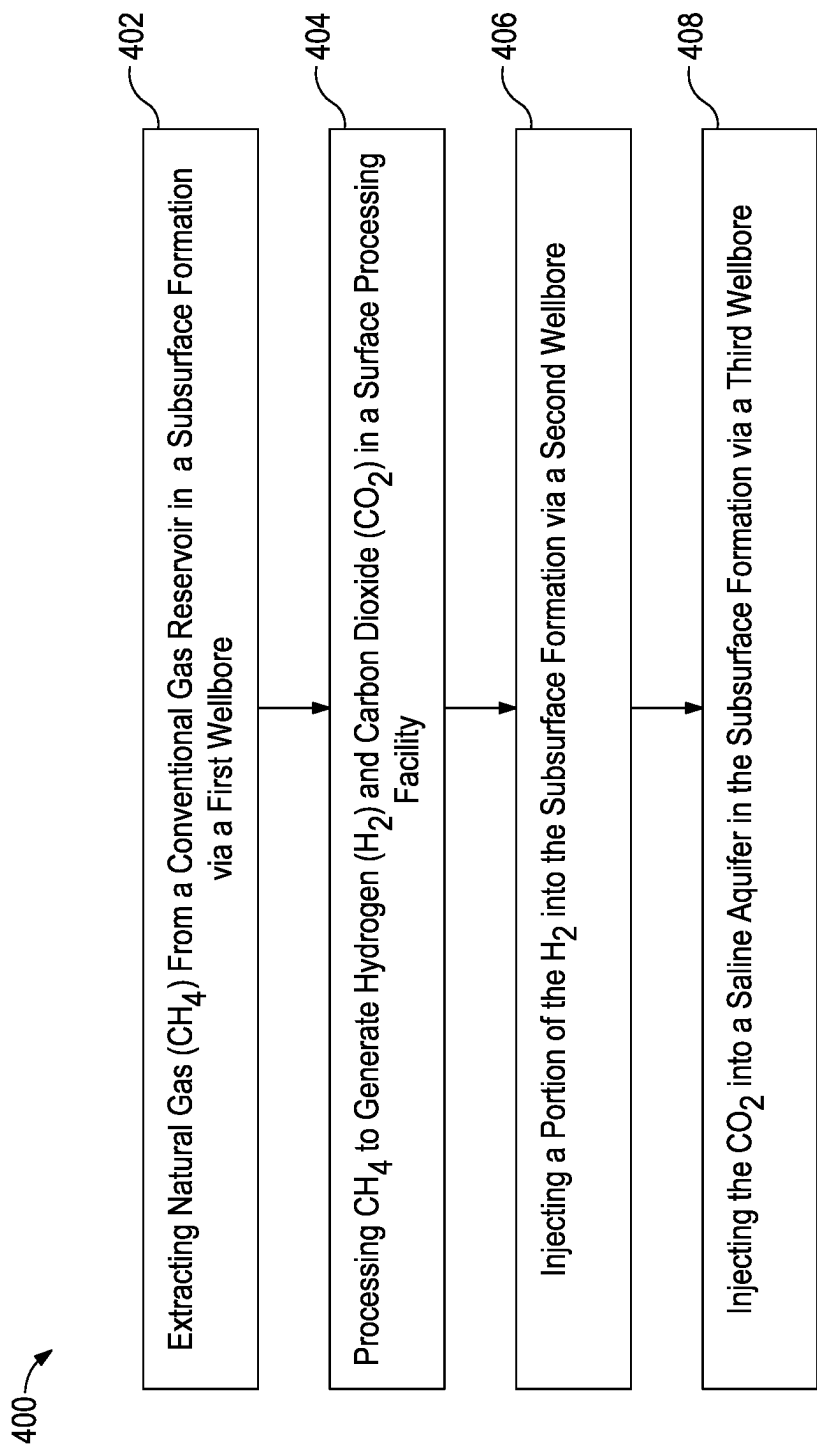 400
402
Extracting Natural Gas (CH4) From a Conventional Gas Reservoir in a Subsurface Formation
via a First Wellbore
404
Processing CH4 to Generate Hydrogen (H2) and Carbon Dioxide (CO2) in a Surface Processing
Facility
406
Injecting a Portion of the H2 into the Subsurface Formation via a Second Wellbore
408
Injecting the CO2 into a Saline Aquifer in the Subsurface Formation via a Third Wellbore